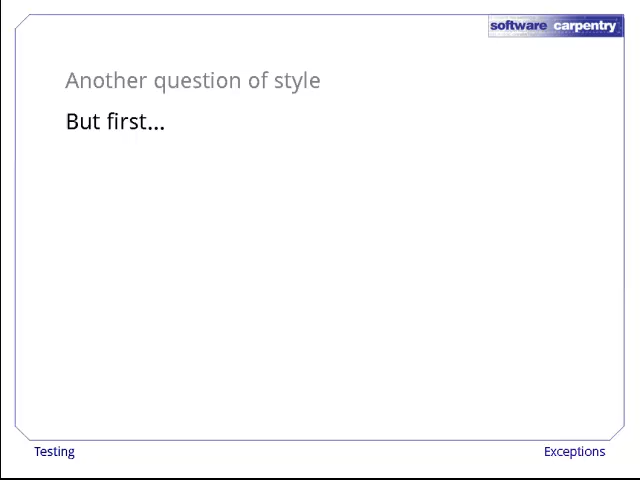 software carpentry
Another question of style
But first...
Testing
Exceptions